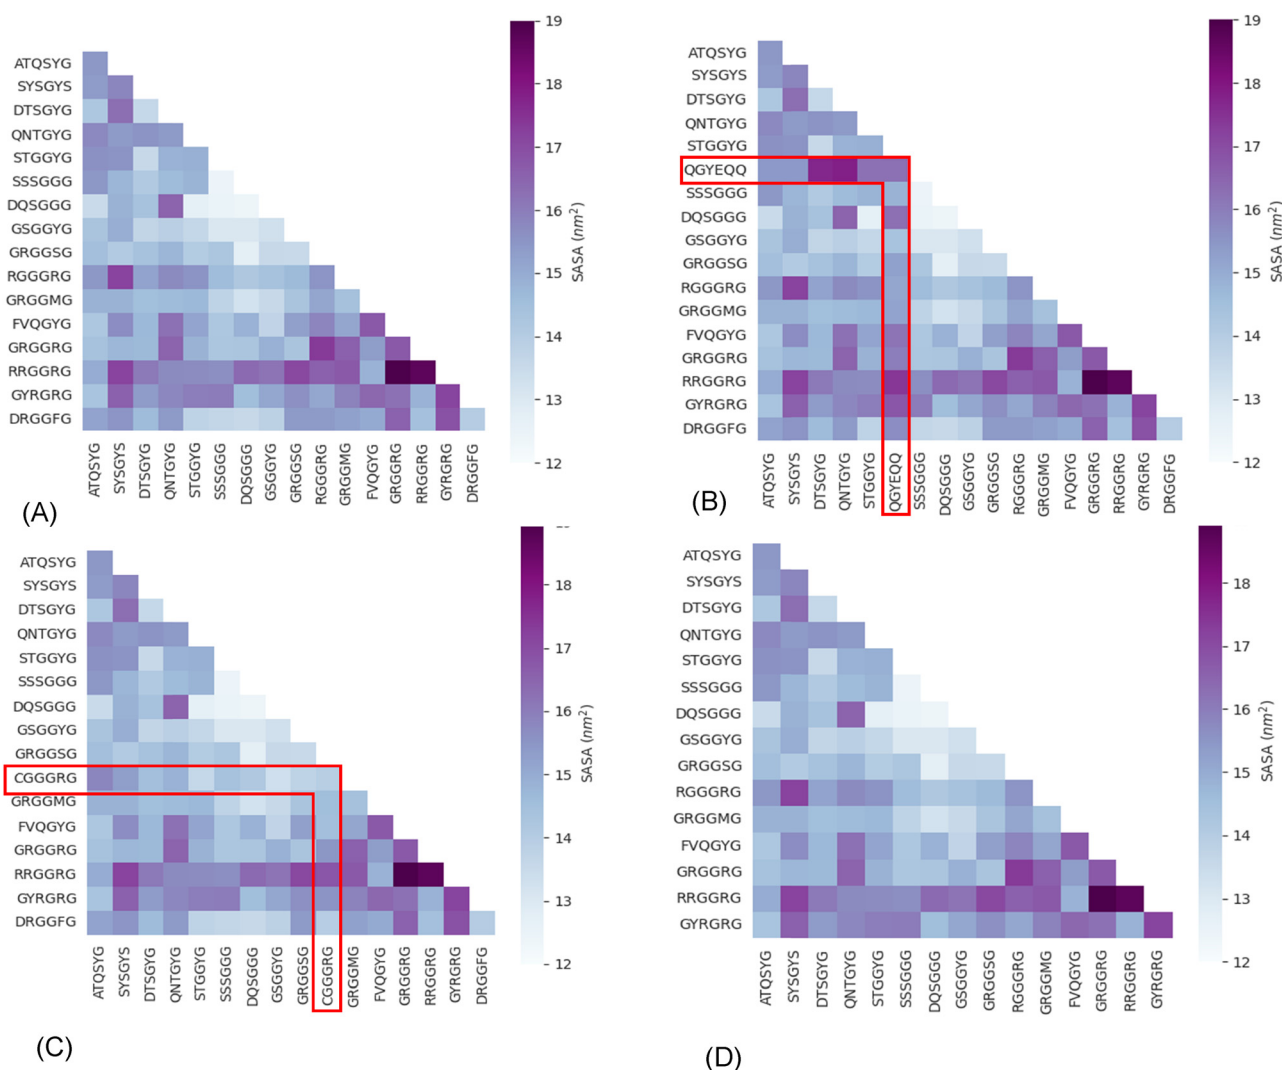 ATQSYG
SYSGYS
DTSGYG
QNTGYG
STGGYG
SSSGGG
DQSGGG
GSGGYG
GRGGSG
RGGGRG
GRGGMG
FVQGYG
GRGGRG
RRGGRG
GYRGRG
DRGGFG
ATQSYG SYSGYS DTSGYG QNTGYG STGGYG SSSGGG DQSGGG GSGGYG GRGGSG RGGGRG GRGGMG FVQGYG GRGGRG RRGGRG GYRGRG DRGGFG
19
18
17
16
15
14
13
12
SASA (nm²)
(A)
ATQSYG
SYSGYS
DTSGYG
QNTGYG
STGGYG
QGYEQQ
SSSGGG
DQSGGG
GSGGYG
GRGGSG
RGGGRG
GRGGMG
FVQGYG
GRGGRG
RRGGRG
GYRGRG
DRGGFG
ATQSYG SYSGYS DTSGYG QNTGYG STGGYG QGYEQQ SSSGGG DQSGGG GSGGYG GRGGSG RGGGRG GRGGMG FVQGYG GRGGRG RRGGRG GYRGRG DRGGFG
19
18
17
16
15
14
13
12
SASA (nm²)
(B)
ATQSYG
SYSGYS
DTSGYG
QNTGYG
STGGYG
SSSGGG
DQSGGG
GSGGYG
GRGGSG
CGGGRG
GRGGMG
FVQGYG
GRGGRG
RRGGRG
GYRGRG
DRGGFG
ATQSYG SYSGYS DTSGYG QNTGYG STGGYG SSSGGG DQSGGG GSGGYG GRGGSG CGGGRG GRGGMG FVQGYG GRGGRG RRGGRG GYRGRG DRGGFG
18
17
16
15
14
13
12
SASA (nm²)
(C)
ATQSYG
SYSGYS
DTSGYG
QNTGYG
STGGYG
SSSGGG
DQSGGG
GSGGYG
GRGGSG
RGGGRG
GRGGMG
FVQGYG
GRGGRG
RRGGRG
GYRGRG
ATQSYG SYSGYS DTSGYG QNTGYG STGGYG SSSGGG DQSGGG GSGGYG GRGGSG RGGGRG GRGGMG FVQGYG GRGGRG RRGGRG GYRGRG
18
17
16
15
14
13
12
SASA (nm²)
(D)